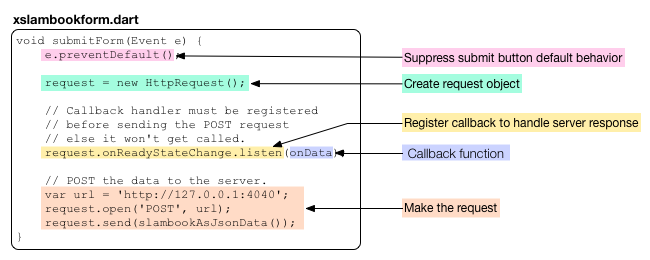 xslambookform.dart
void submitForm(Event e) {
e.preventDefault();
Suppress submit button default behavior
request = new HttpRequest();
Create request object
// Callback handler must be registered
// before sending the POST request
// else it won't get called.
Register callback to handle server response
request.onReadyStateChange.listen(onData)
Callback function
// POST the data to the server.
var url = 'http://127.0.0.1:4040';
request.open('POST', url);
Make the request
request.send(slambookAsJsonData());
}